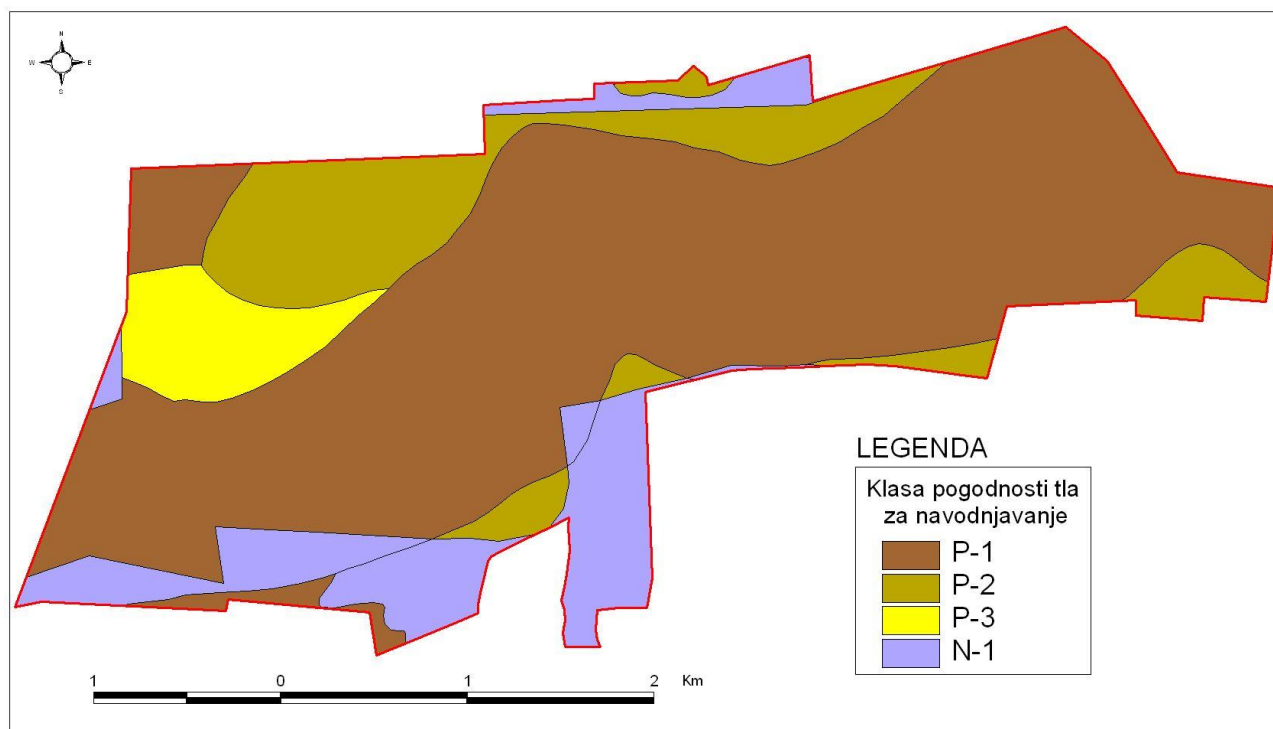 N
W E
S
LEGENDA
Klasa pogodnosti tla
za navodnjavanje
P-1
P-2
P-3
N-1
1 0 1 2 Km